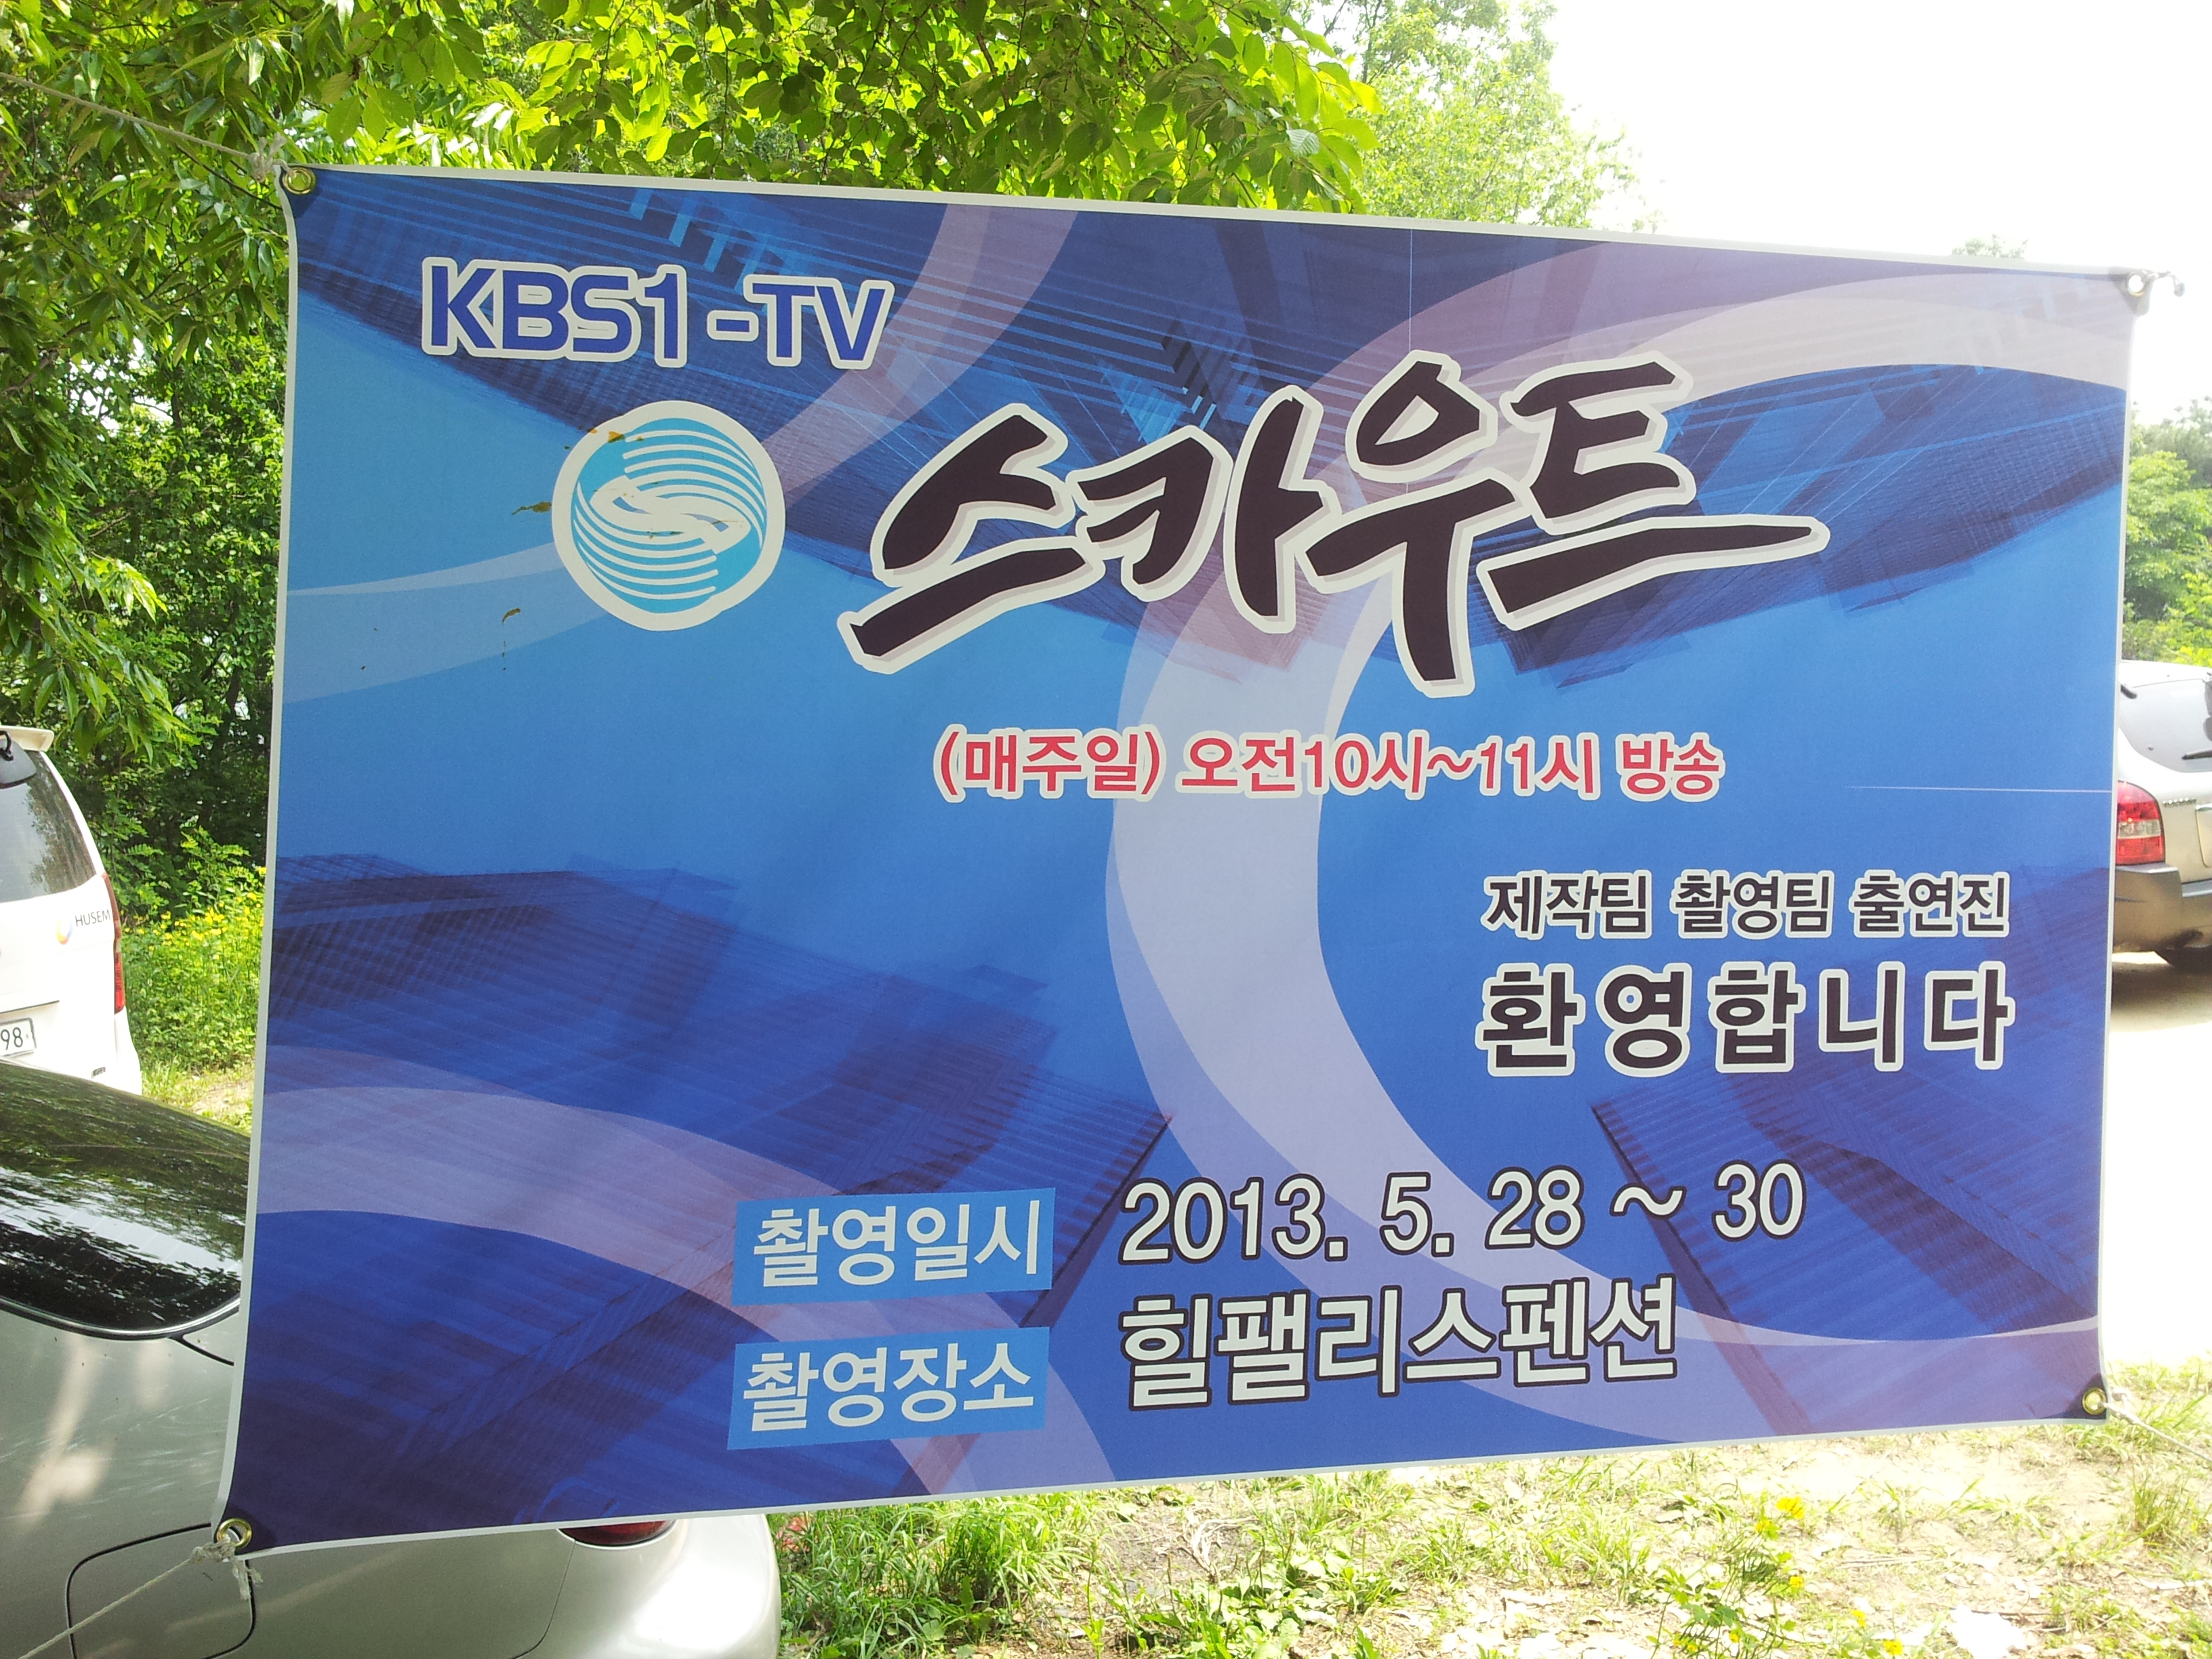 KBS1-TV
스카우트
(매주일) 오전10시~11시 방송
제작팀 촬영팀 출연진
환영합니다
촬영일시 2013. 5. 28 ~ 30
촬영장소 힐팰리스펜션
HUSEM
98